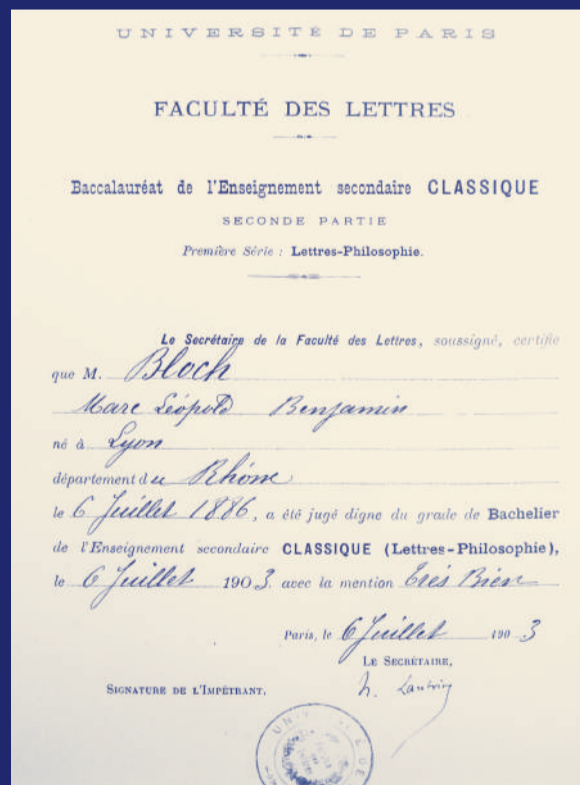 UNIVERSITÉ DE PARIS
FACULTÉ DES LETTRES
Baccalauréat de l'Enseignement secondaire CLASSIQUE
SECONDE PARTIE
Première Série : Lettres-Philosophie.
Le Secrétaire de la Faculté des Lettres, soussigné, certifie
que M. Bloch
Marc Léopold Benjamin
né à Lyon
département du Rhône
le 6 Juillet 1886, a été jugé digne du grade de Bachelier
de l'Enseignement secondaire CLASSIQUE (Lettres-Philosophie),
le 6 Juillet 1903 avec la mention Très Bien
Paris, le 6 Juillet 1903
LE SECRÉTAIRE,
SIGNATURE DE L'IMPÉTRANT,